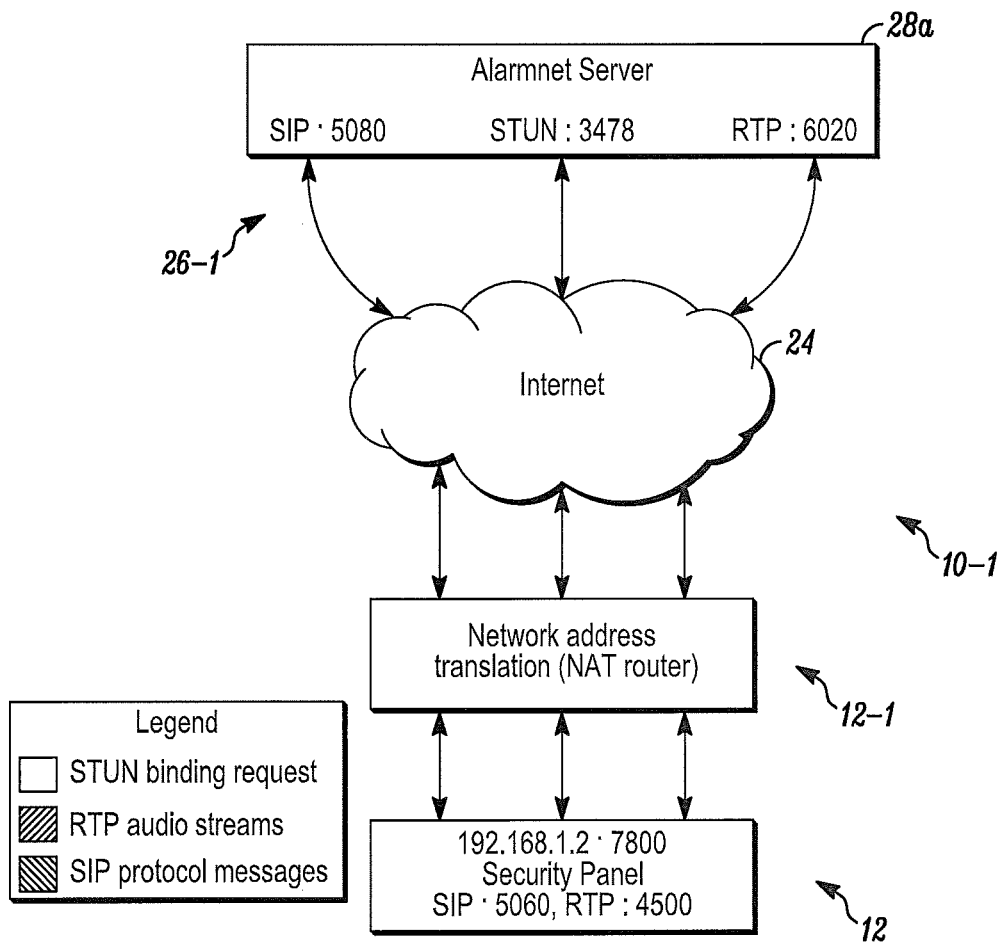 28a
Alarmnet Server
SIP : 5080 STUN : 3478 RTP : 6020
26-1
24
Internet
10-1
Network address
translation (NAT router)
12-1
Legend
STUN binding request
RTP audio streams
SIP protocol messages
192.168.1.2 : 7800
Security Panel
SIP : 5060, RTP : 4500
12